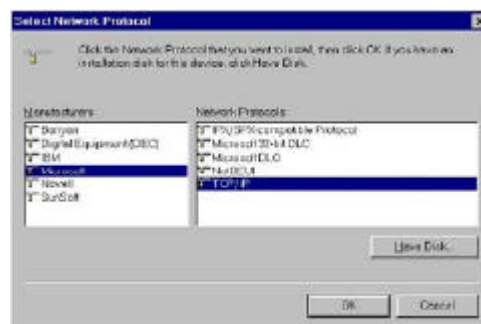 Select Network Protocol
Click the Network Protocol that you want to install, then click OK. If you have an
installation disk for this device, click Have Disk.
Manufacturers:
Network Protocols:
Banyan
Digital Equipment (DEC)
IBM
Microsoft
Novell
SunSoft
IPX/SPX-compatible Protocol
Microsoft 32-bit DLC
Microsoft DLC
NetBEUI
TCP/IP
Have Disk...
OK
Cancel